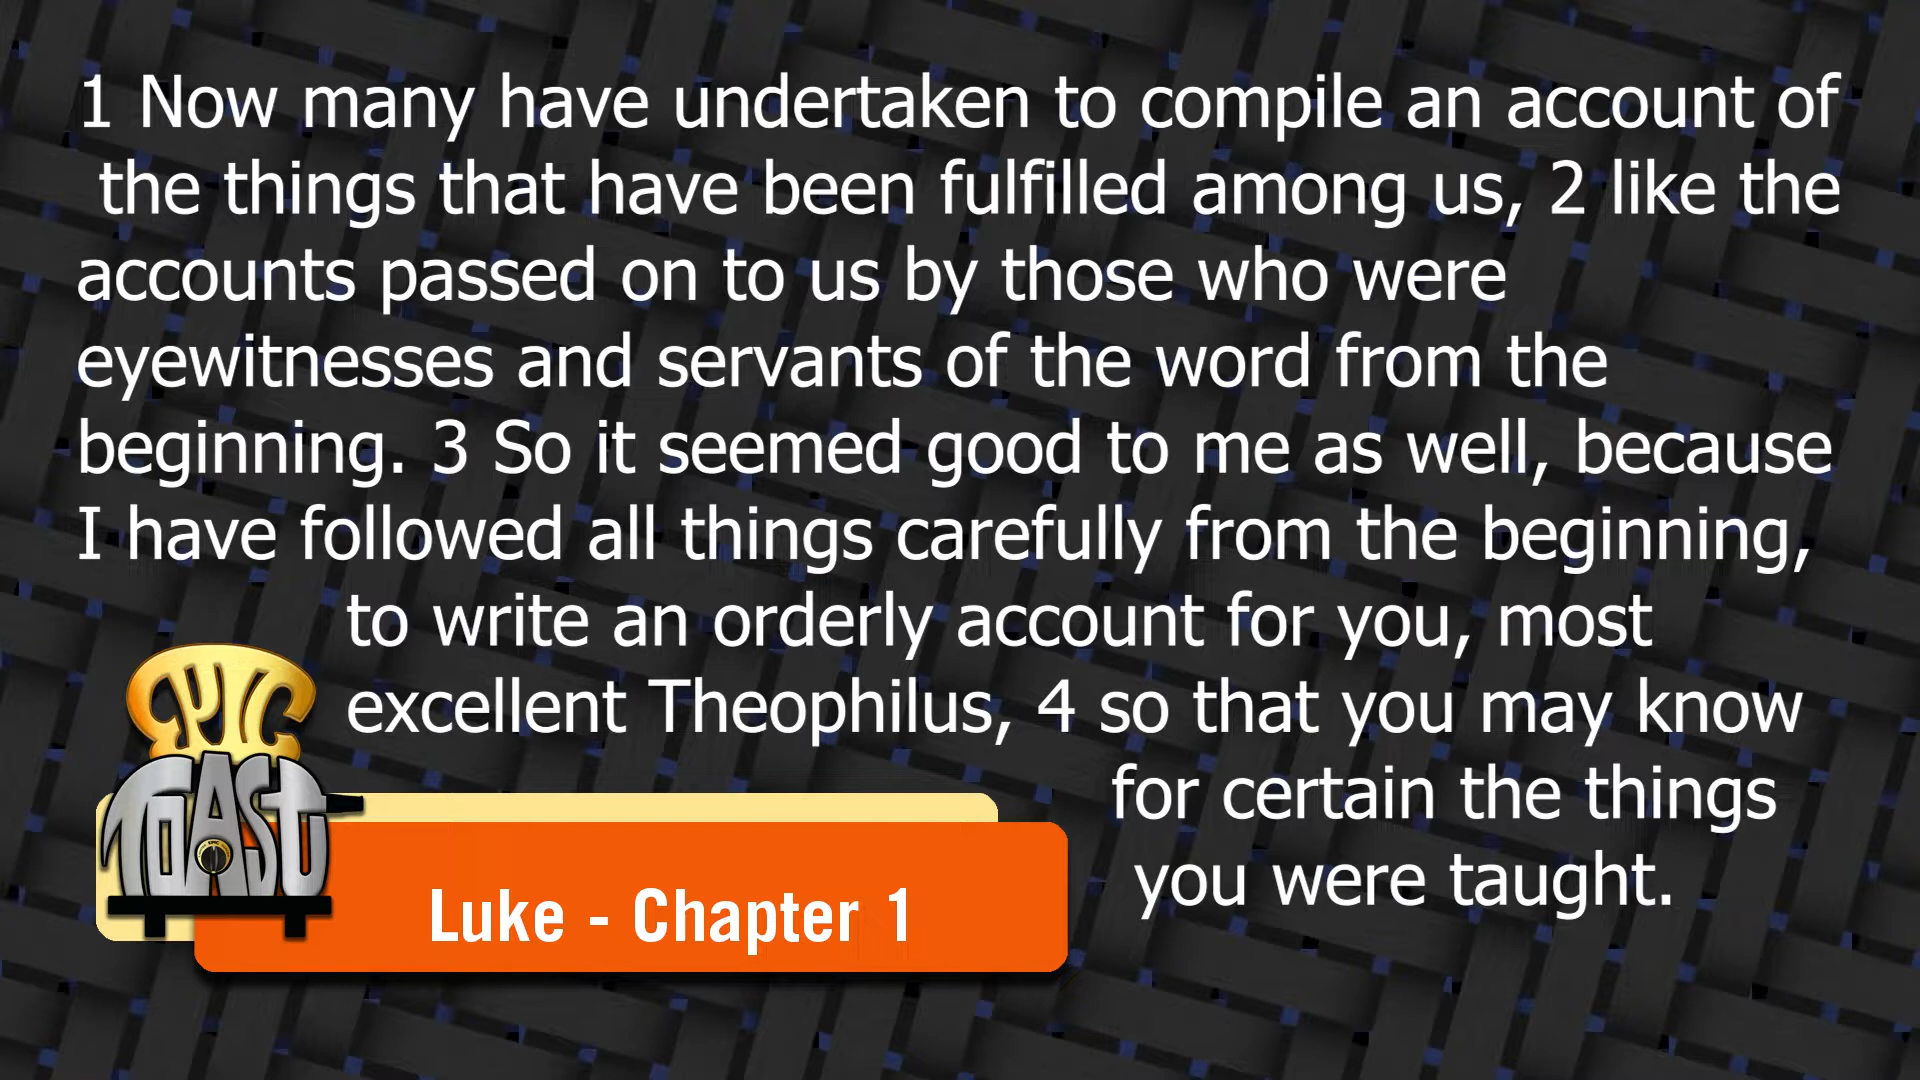 1 Now many have undertaken to compile an account of
the things that have been fulfilled among us, 2 like the
accounts passed on to us by those who were
eyewitnesses and servants of the word from the
beginning. 3 So it seemed good to me as well, because
I have followed all things carefully from the beginning,
to write an orderly account for you, most
excellent Theophilus, 4 so that you may know
for certain the things
you were taught.
EPIC
TOAST
Luke - Chapter 1